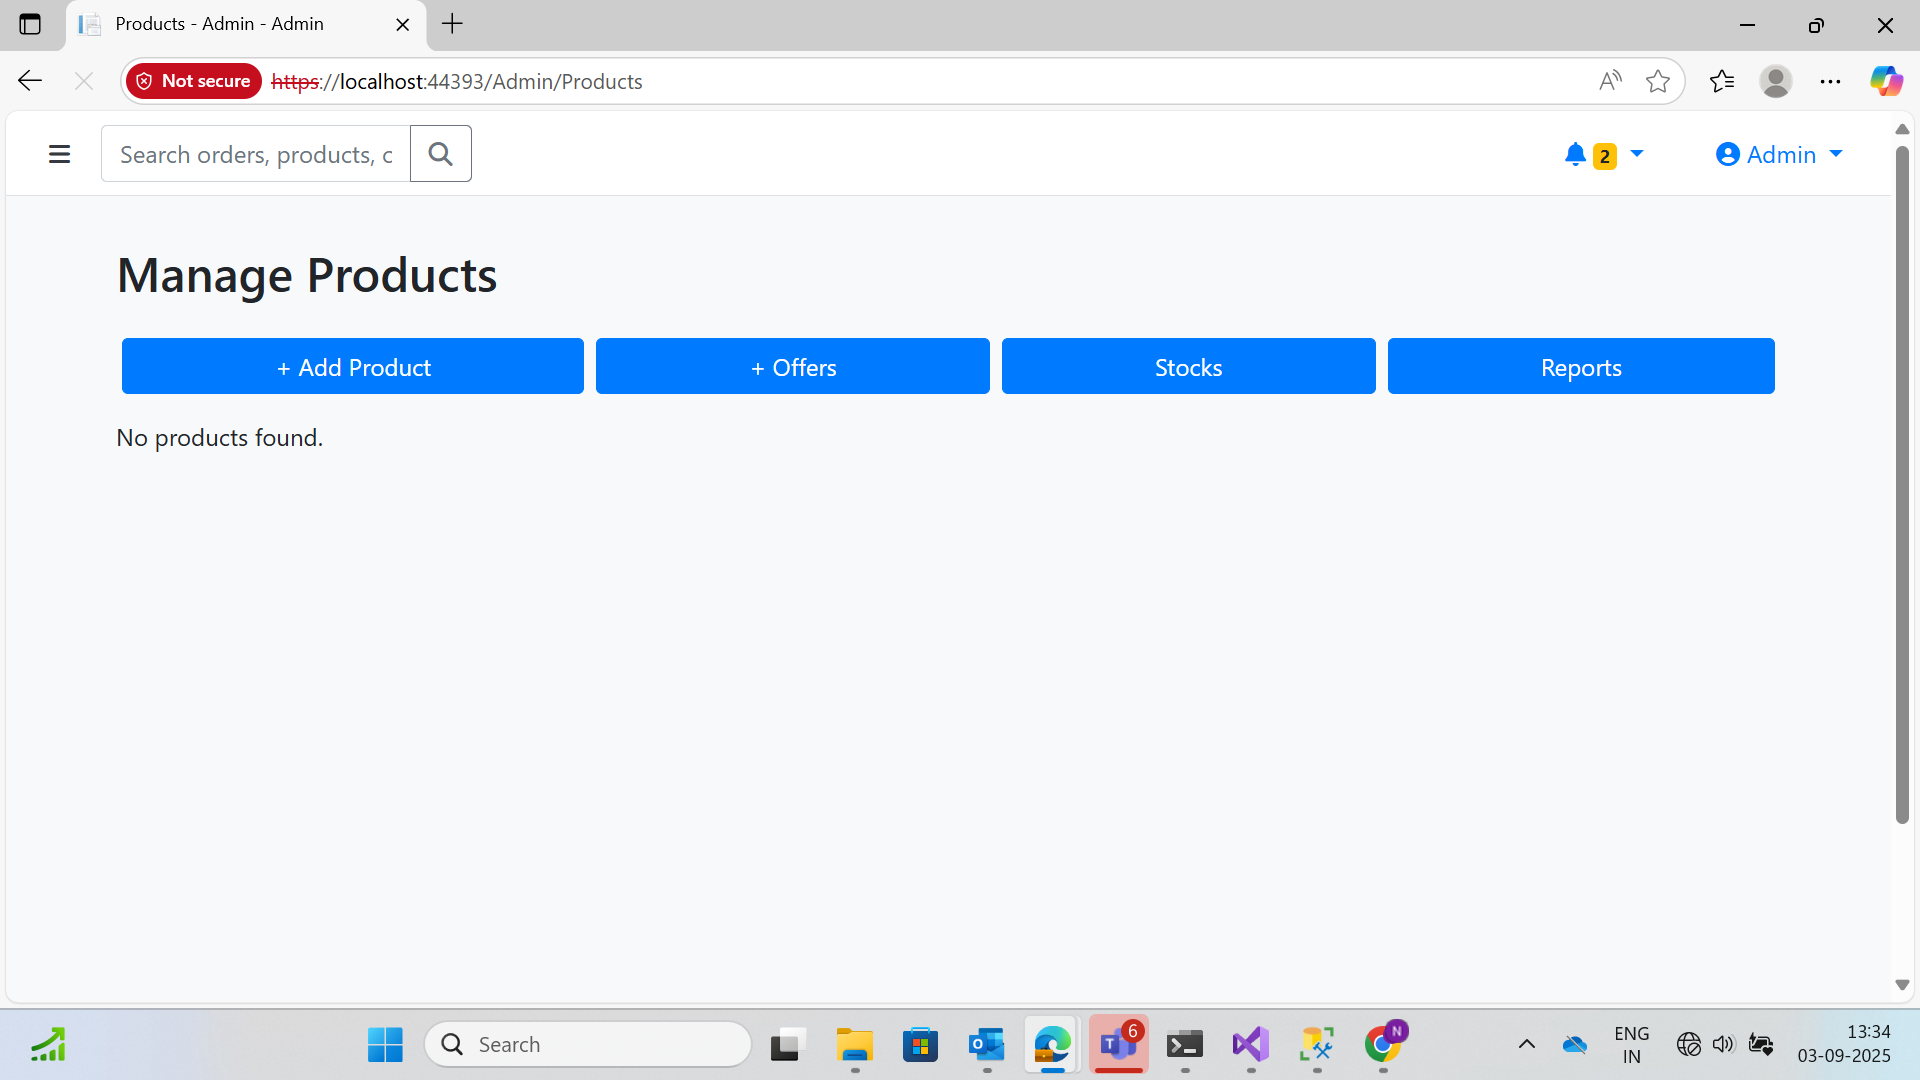 Products - Admin - Admin
Not secure https://localhost:44393/Admin/Products
Search orders, products, c
2
Admin
Manage Products
+ Add Product
+ Offers
Stocks
Reports
No products found.
Search
6
N
ENG
IN
13:34
03-09-2025